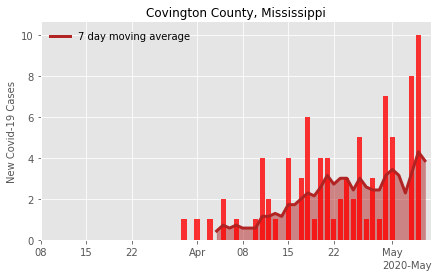 Covington County, Mississippi
7 day moving average
New Covid-19 Cases
10
8
6
4
2
0
08 15 22 Apr 08 15 22 May
2020-May